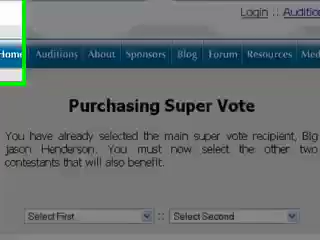 Login :: Auditio
Home Auditions About Sponsors Blog Forum Resources Med
Purchasing Super Vote
You have already selected the main super vote recipient, Big
Jason Henderson. You must now select the other two
contestants that will also benefit.
Select First :: Select Second